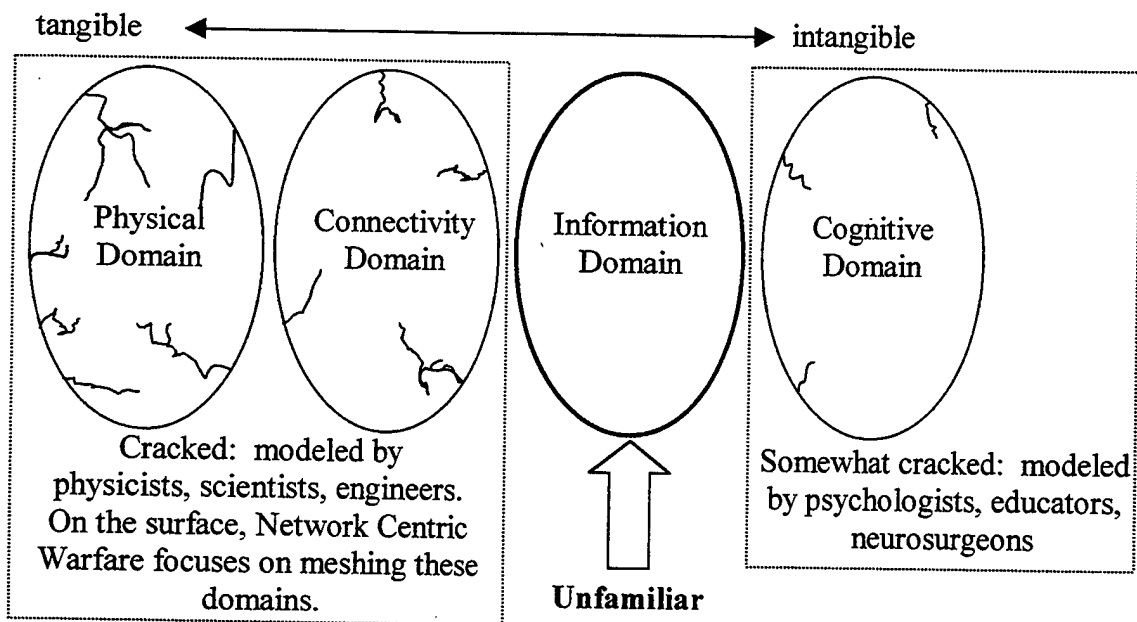 tangible
intangible
Physical
Domain
Connectivity
Domain
Information
Domain
Cognitive
Domain
Cracked: modeled by
physicists, scientists, engineers.
On the surface, Network Centric
Warfare focuses on meshing these
domains.
Unfamiliar
Somewhat cracked: modeled
by psychologists, educators,
neurosurgeons